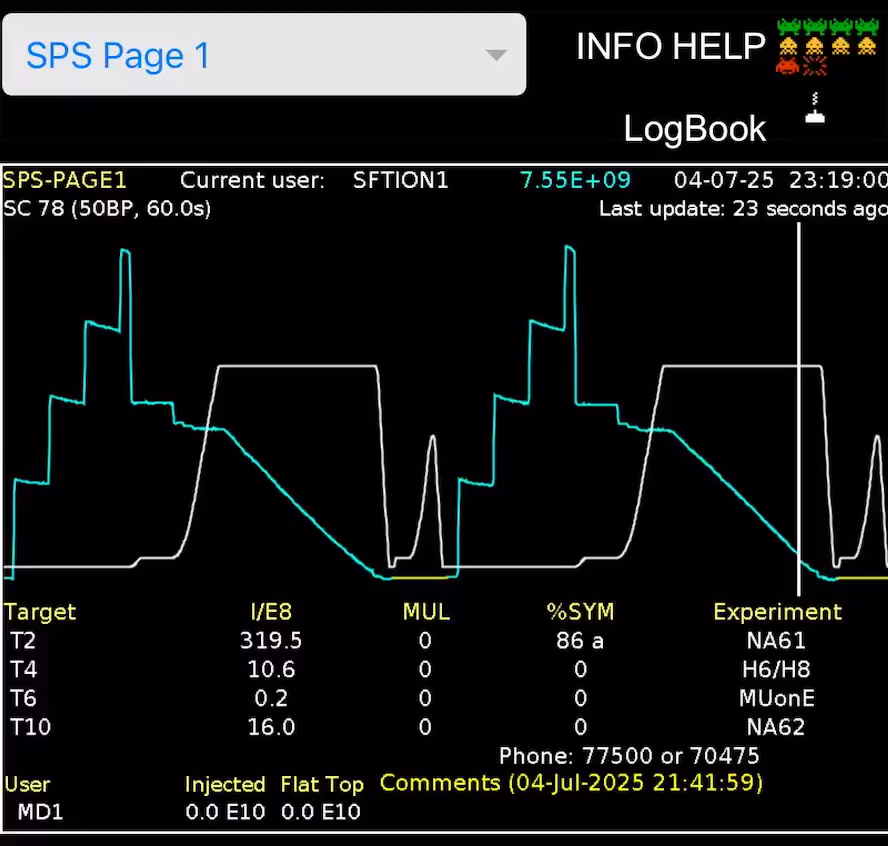 SPS Page 1
INFO HELP
LogBook
SPS-PAGE1 Current user: SFTION1 7.55E+09 04-07-25 23:19:00
SC 78 (50BP, 60.0s) Last update: 23 seconds ago
Target I/E8 MUL %SYM Experiment
T2 319.5 0 86 a NA61
T4 10.6 0 0 H6/H8
T6 0.2 0 0 MUonE
T10 16.0 0 0 NA62
Phone: 77500 or 70475
User Injected Flat Top Comments (04-Jul-2025 21:41:59)
MD1 0.0 E10 0.0 E10